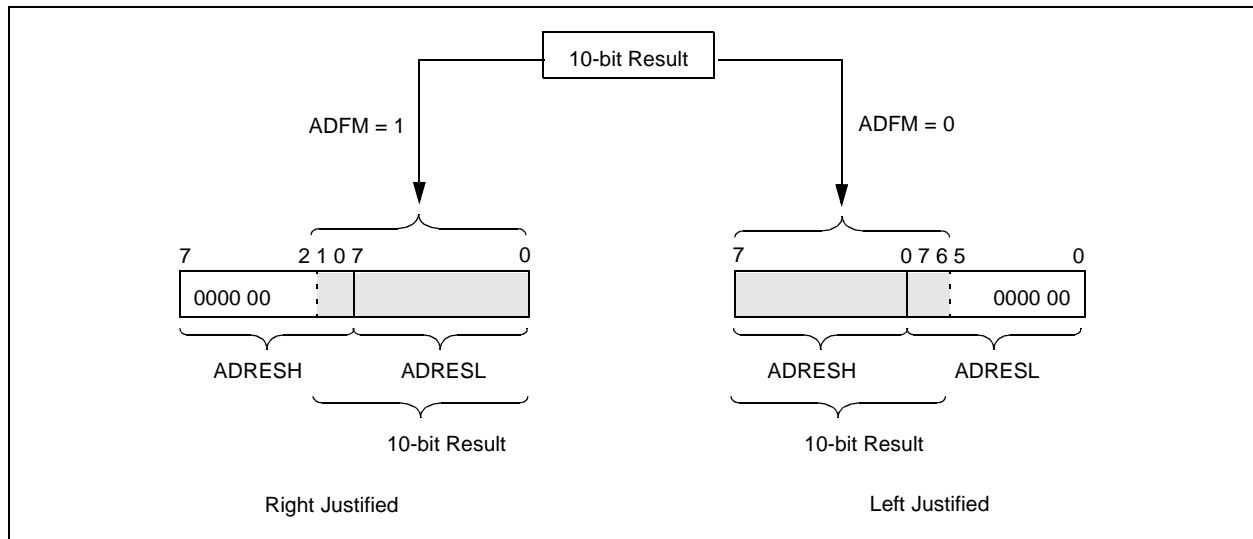 10-bit Result
ADFM = 1
ADFM = 0
7 2 1 0 7 0
7 0 7 6 5 0
0000 00
0000 00
ADRESH ADRESL
ADRESH ADRESL
10-bit Result
10-bit Result
Right Justified
Left Justified